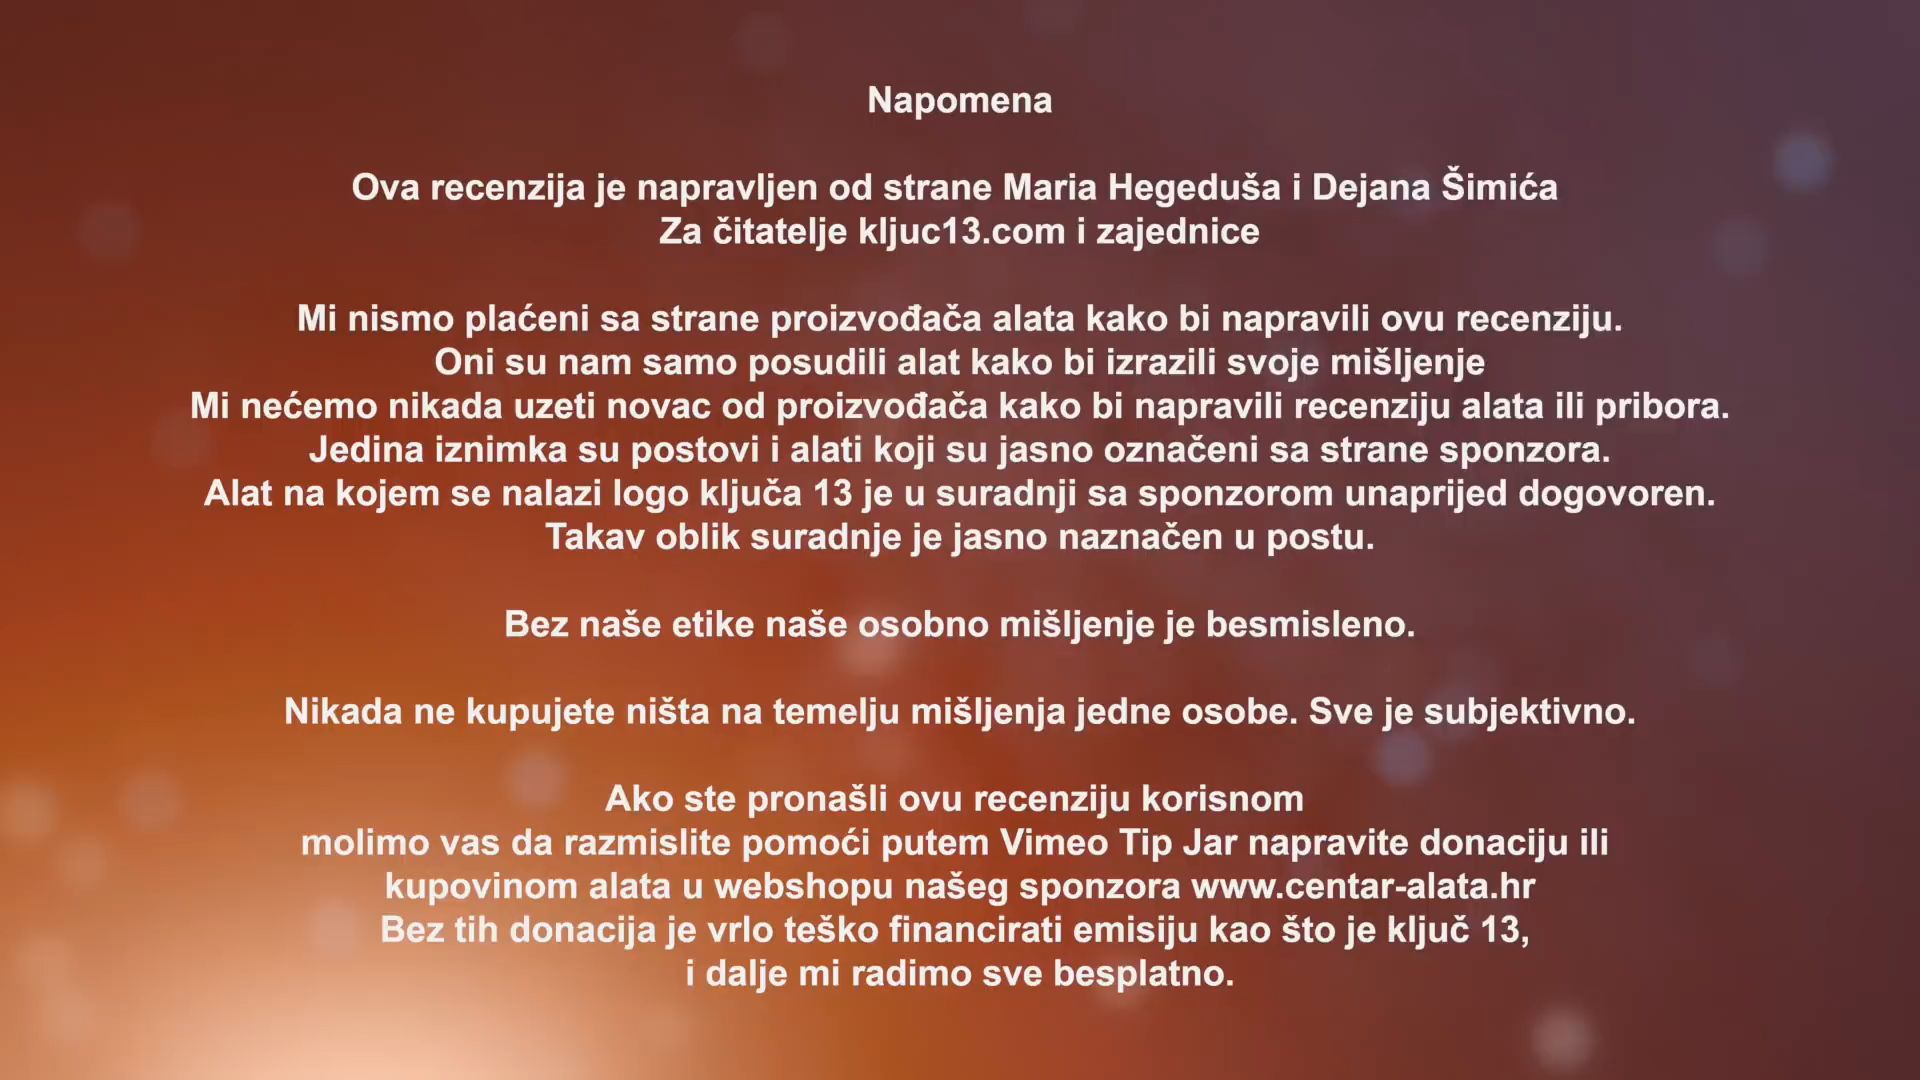 Napomena
Ova recenzija je napravljen od strane Maria Hegeduša i Dejana Šimića
Za čitatelje kljuc13.com i zajednice
Mi nismo plaćeni sa strane proizvođača alata kako bi napravili ovu recenziju.
Oni su nam samo posudili alat kako bi izrazili svoje mišljenje
Mi nećemo nikada uzeti novac od proizvođača kako bi napravili recenziju alata ili pribora.
Jedina iznimka su postovi i alati koji su jasno označeni sa strane sponzora.
Alat na kojem se nalazi logo ključa 13 je u suradnji sa sponzorom unaprijed dogovoren.
Takav oblik suradnje je jasno naznačen u postu.
Bez naše etike naše osobno mišljenje je besmisleno.
Nikada ne kupujete ništa na temelju mišljenja jedne osobe. Sve je subjektivno.
Ako ste pronašli ovu recenziju korisnom
molimo vas da razmislite pomoći putem Vimeo Tip Jar napravite donaciju ili
kupovinom alata u webshopu našeg sponzora www.centar-alata.hr
Bez tih donacija je vrlo teško financirati emisiju kao što je ključ 13,
i dalje mi radimo sve besplatno.